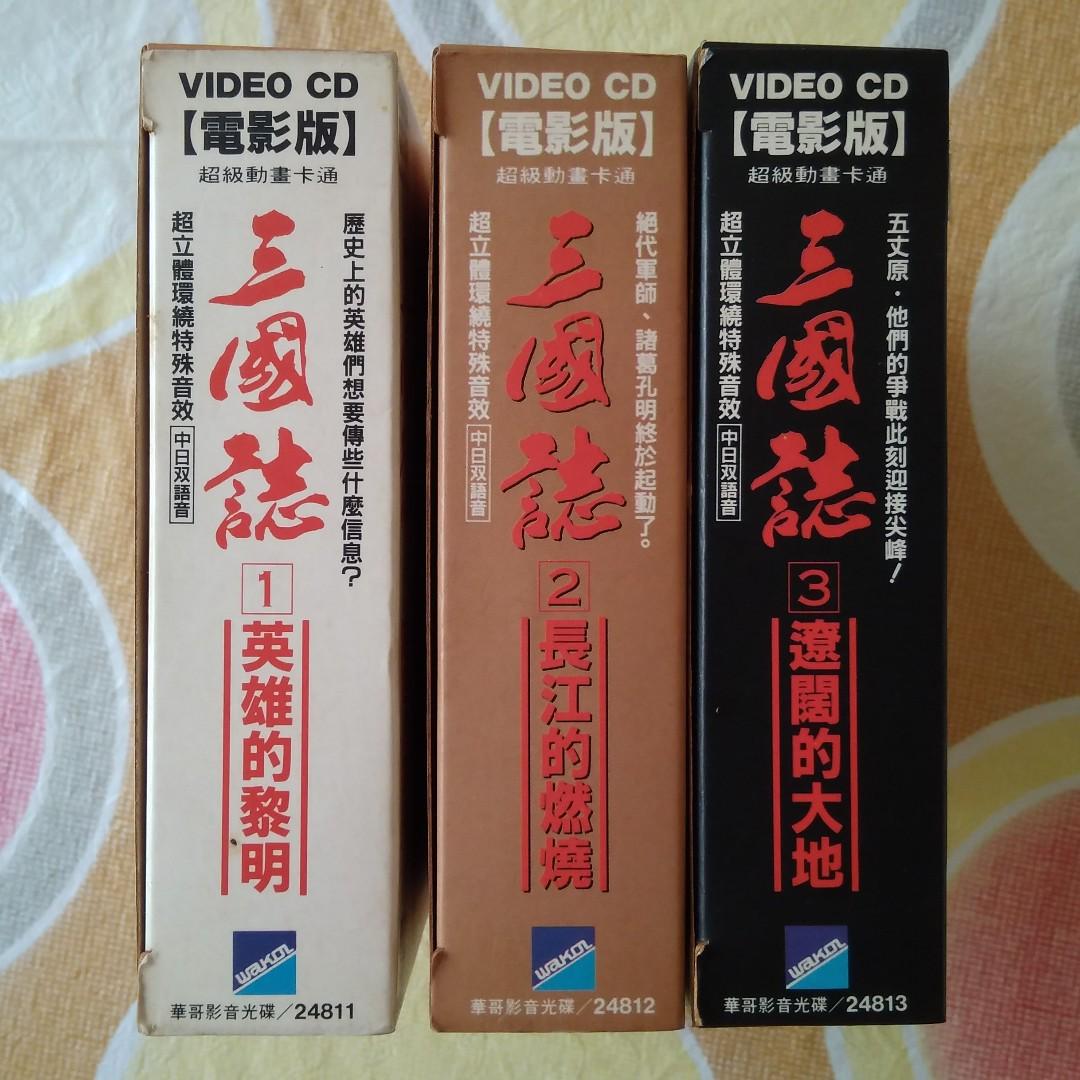 VIDEO CD
【電影版】
超級動畫卡通
歷史上的英雄們想要傳些什麼信息？
三國誌
超立體環繞特殊音效 中日双語音
1
英雄的黎明
WAKOL
華哥影音光碟／24811
VIDEO CD
【電影版】
超級動畫卡通
絕代軍師、諸葛孔明終於起動了。
三國誌
超立體環繞特殊音效 中日双語音
2
長江的燃燒
WAKOL
華哥影音光碟／24812
VIDEO CD
【電影版】
超級動畫卡通
五丈原．他們的爭戰此刻迎接尖峰！
三國誌
超立體環繞特殊音效 中日双語音
3
遼闊的大地
WAKOL
華哥影音光碟／24813